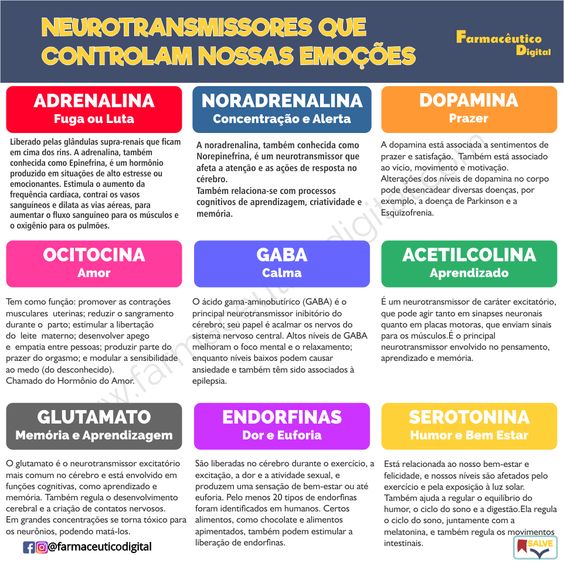 NEUROTRANSMISSORES QUE
CONTROLAM NOSSAS EMOÇÕES
Farmacêutico
Digital
ADRENALINA
Fuga ou Luta
Liberado pelas glândulas supra-renais que ficam
em cima dos rins. A adrenalina, também
conhecida como Epinefrina, é um hormônio
produzido em situações de alto estresse ou
emocionantes. Estimula o aumento da
frequência cardíaca, contrai os vasos
sanguíneos e dilata as vias aéreas, para
aumentar o fluxo sanguineo para os músculos e
o oxigênio para os pulmões.
NORADRENALINA
Concentração e Alerta
A noradrenalina, também conhecida como
Norepinefrina, é um neurotransmissor que
afeta a atenção e as ações de resposta no
cérebro.
Também relaciona-se com processos
cognitivos de aprendizagem, criatividade e
memória.
DOPAMINA
Prazer
A dopamina está associada a sentimentos de
prazer e satisfação. Também está associado
ao vício, movimento e motivação.
Alterações dos níveis de dopamina no corpo
pode desencadear diversas doenças, por
exemplo, a doença de Parkinson e a
Esquizofrenia.
OCITOCINA
Amor
Tem como função: promover as contrações
musculares uterinas; reduzir o sangramento
durante o parto; estimular a libertação
do leite materno; desenvolver apego
e empatia entre pessoas; produzir parte do
prazer do orgasmo; e modular a sensibilidade
ao medo (do desconhecido).
Chamado do Hormônio do Amor.
GABA
Calma
O ácido gama-aminobutírico (GABA) é o
principal neurotransmissor inibitório do
cérebro, seu papel é acalmar os nervos do
sistema nervoso central. Altos níveis de GABA
melhoram o foco mental e o relaxamento;
enquanto níveis baixos podem causar
ansiedade e também têm sido associados à
epilepsia.
ACETILCOLINA
Aprendizado
É um neurotransmissor de caráter excitatório,
que pode agir tanto em sinapses neuronais
quanto em placas motoras, que enviam sinais
para os músculos.É o principal
neurotransmissor envolvido no pensamento,
aprendizado e memória.
GLUTAMATO
Memória e Aprendizagem
O glutamato é o neurotransmissor excitatório
mais comum no cérebro e está envolvido em
funções cognitivas, como aprendizado e
memória. Também regula o desenvolvimento
cerebral e a criação de contatos nervosos.
Em grandes concentrações se torna tóxico para
os neurônios, podendo matá-los.
ENDORFINAS
Dor e Euforia
São liberadas no cérebro durante o exercício, a
excitação, a dor e a atividade sexual, e
produzem uma sensação de bem-estar ou até
euforia. Pelo menos 20 tipos de endorfinas
foram identificados em humanos. Certos
alimentos, como chocolate e alimentos
apimentados, também podem estimular a
liberação de endorfinas.
SEROTONINA
Humor e Bem Estar
Está relacionada ao nosso bem-estar e
felicidade, e nossos níveis são afetados pelo
exercício e pela exposição à luz solar.
Também ajuda a regular o equilíbrio do
humor, o ciclo do sono e a digestão.Ela regula
o ciclo do sono, juntamente com a
melatonina, e também regula os movimentos
intestinais.
@farmaceuticodigital
SALVE